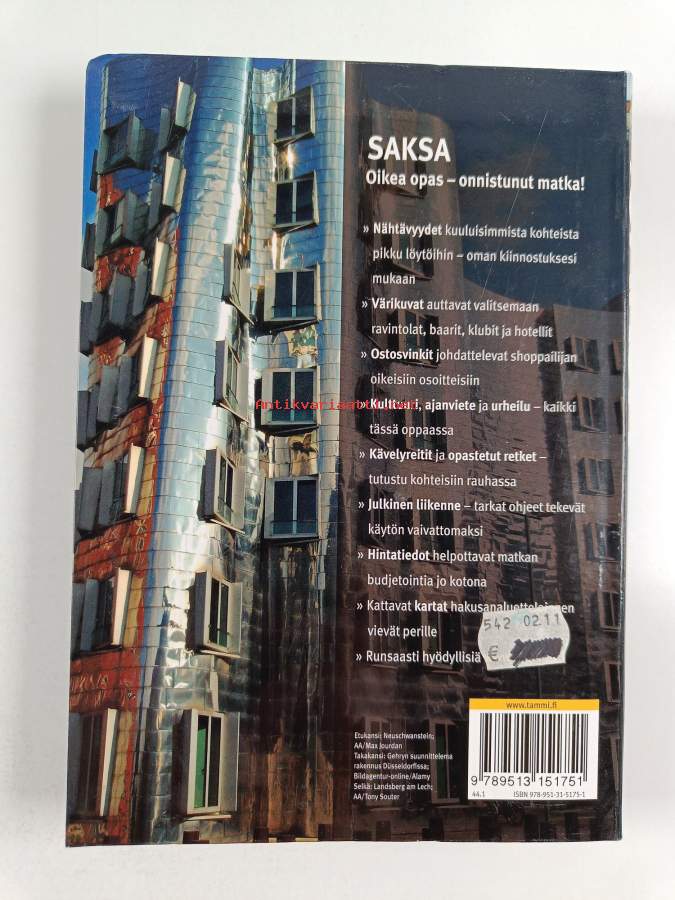 SAKSA
Oikea opas – onnistunut matka!
» Nähtävyydet kuuluisimmista kohteista
pikku löytöihin – oman kiinnostuksesi
mukaan
» Värikuvat auttavat valitsemaan
ravintolat, baarit, klubit ja hotellit
» Ostosvinkit johdattelevat shoppailijan
oikeisiin osoitteisiin
» Kulttuuri, ajanviete ja urheilu – kaikki
tässä oppaassa
» Kävelyreitit ja opastetut retket –
tutustu kohteisiin rauhassa
» Julkinen liikenne – tarkat ohjeet tekevät
käytön vaivattomaksi
» Hintatiedot helpottavat matkan
budjetointia jo kotona
» Kattavat kartat
vievät perille
» Runsaasti hyödyllisiä
542 02.11
€
Etukansi: Neuschwanstein;
AA/Max Jourdan
Takakansi: Gehryn suunnittelema
rakennus Düsseldorfissa;
Bildagentur-online/Alamy
Selkä: Landsberg am Lech;
AA/Tony Souter
www.tammi.fi
9 789513 151751
44.1 ISBN 978-951-31-5175-1